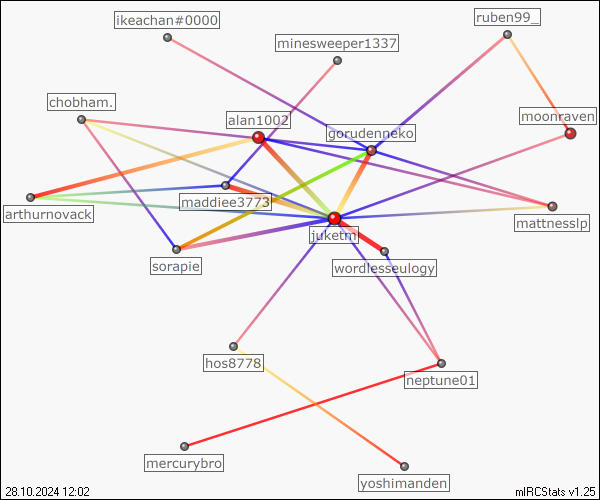 ruben99_
ikeachan#0000
minesweeper1337
chobham.
moonraven
alan1002
gorudenneko
maddiee3773
arthurnovack
mattnesslp
juketm
sorapie
wordlesseulogy
hos8778
neptune01
mercurybro
yoshimanden
28.10.2024 12:02
mIRCStats v1.25